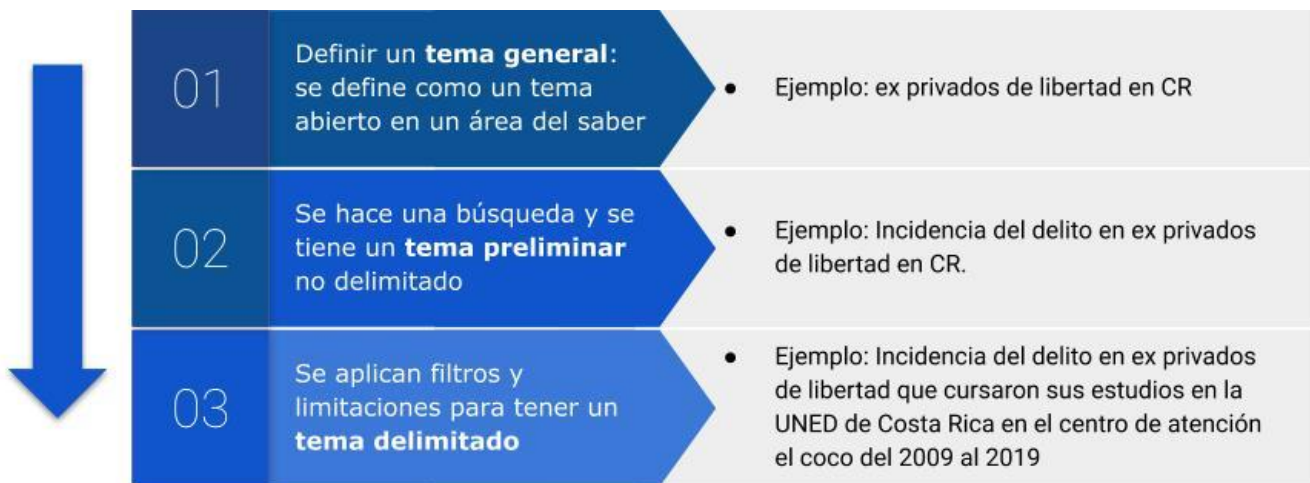 01
Definir un tema general:
se define como un tema
abierto en un área del saber
● Ejemplo: ex privados de libertad en CR
02
Se hace una búsqueda y se
tiene un tema preliminar
no delimitado
● Ejemplo: Incidencia del delito en ex privados
de libertad en CR.
03
Se aplican filtros y
limitaciones para tener un
tema delimitado
● Ejemplo: Incidencia del delito en ex privados
de libertad que cursaron sus estudios en la
UNED de Costa Rica en el centro de atención
el coco del 2009 al 2019